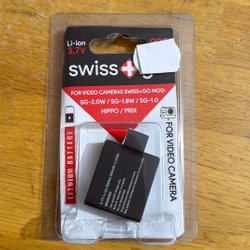 Li-Ion
3.7V
swiss+g
FOR VIDEO CAMERAS SWISS+GO MOD:
SG-2.0W / SG-1.8W / SG-1.0
HIPPO / PRIX
LITHIUM BATTERY
FOR VIDEO CAMERA